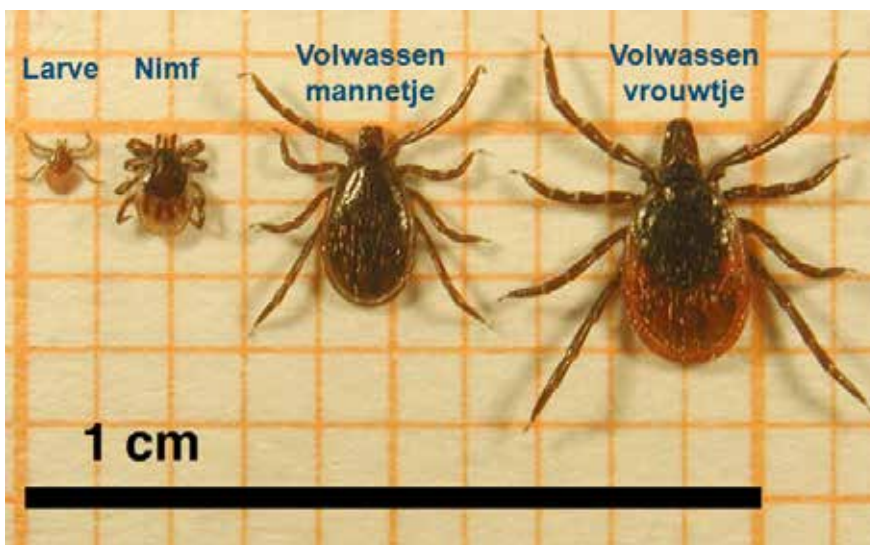 Larve
Nimf
Volwassen
mannetje
Volwassen
vrouwtje
1 cm